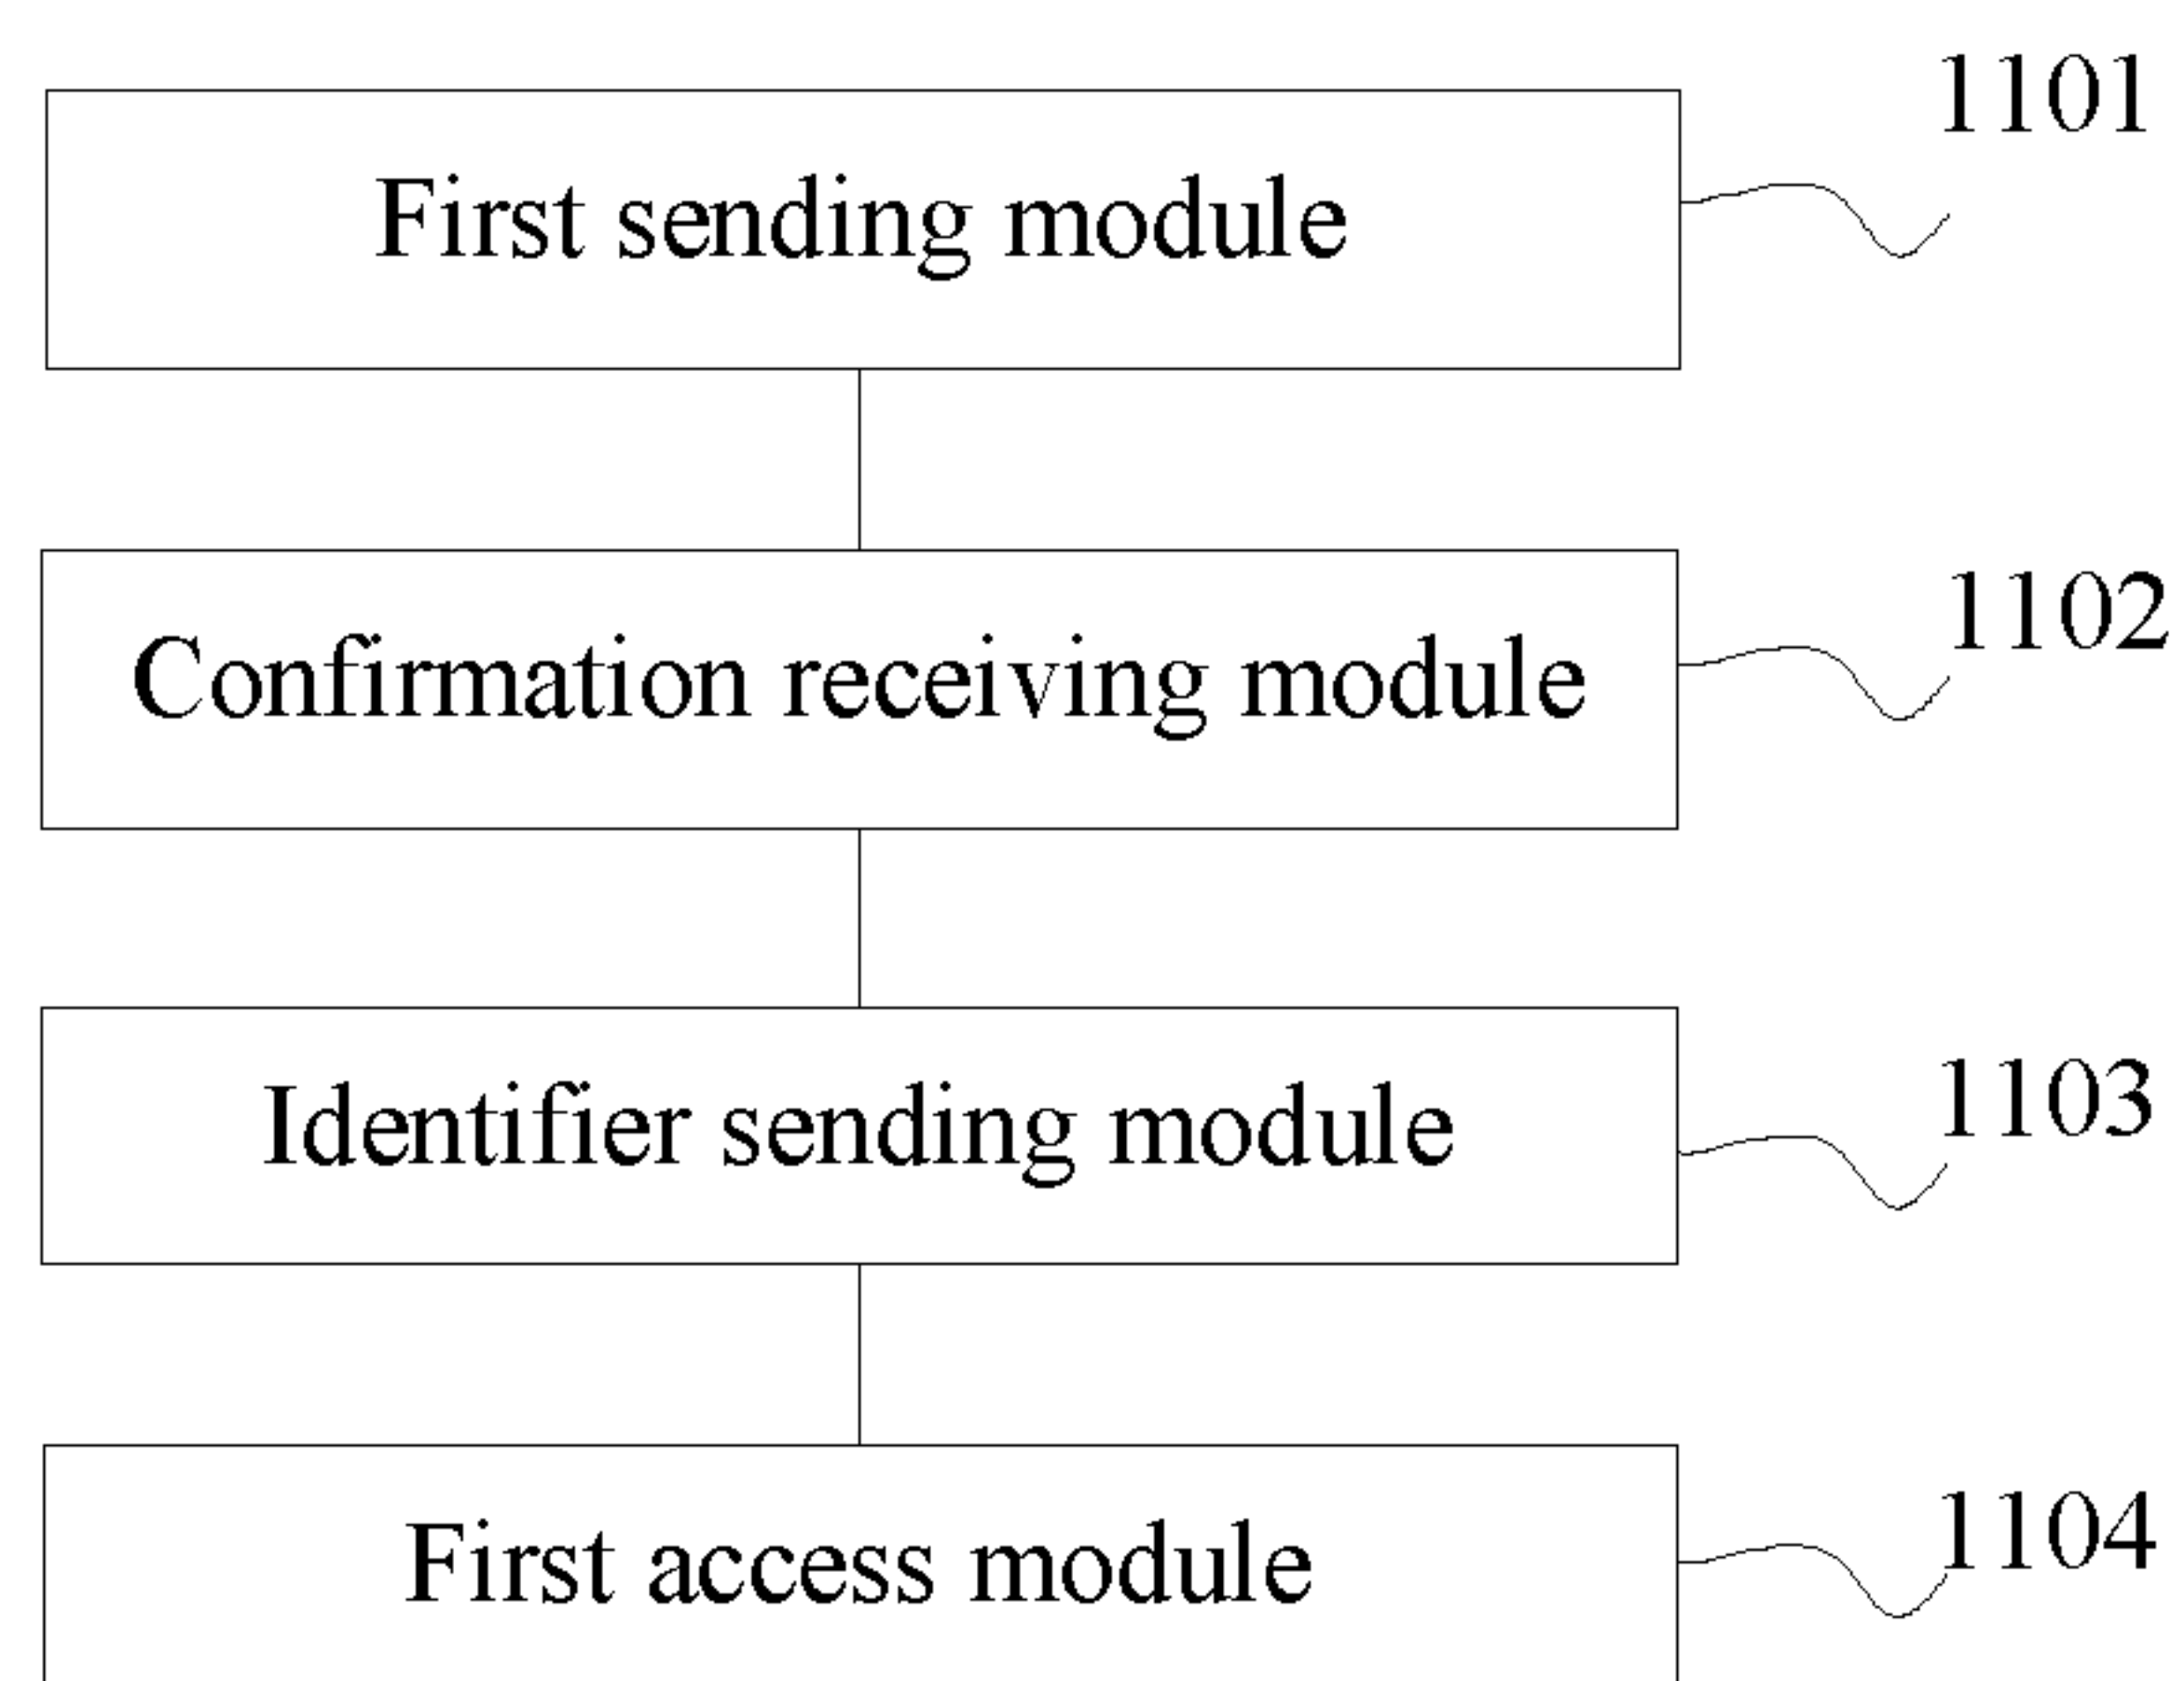 1101
First sending module
1102
Confirmation receiving module
1103
Identifier sending module
1104
First access module